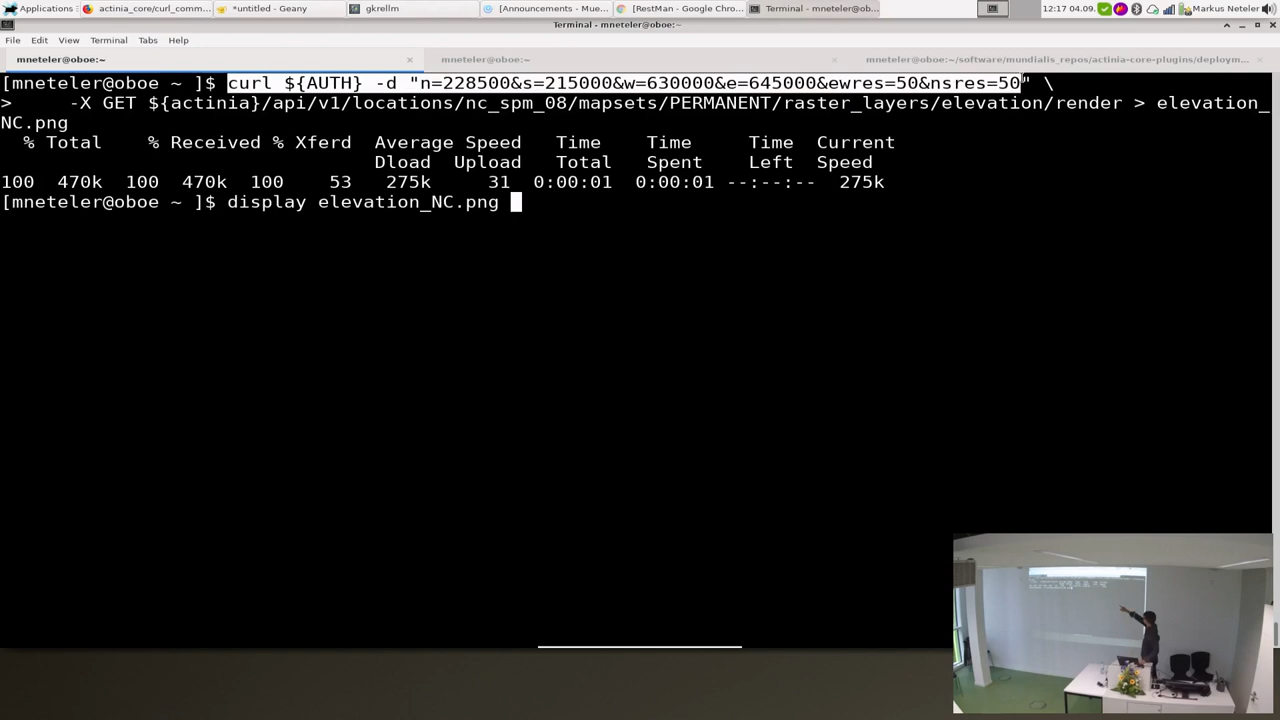 Applications
actinia_core/curl_comm...
*untitled - Geany
gkrellm
[Announcements - Mue...
[RestMan - Google Chro...
Terminal - mneteler@ob...
12:17 04.09.
Markus Neteler
Terminal - mneteler@oboe:~
File Edit View Terminal Tabs Help
mneteler@oboe:~
mneteler@oboe:~
mneteler@oboe:~/software/mundialis_repos/actinia-core-plugins/deploym...
[mneteler@oboe ~ ]$ curl ${AUTH} -d "n=228500&s=215000&w=630000&e=645000&ewres=50&nsres=50" \
> -X GET ${actinia}/api/v1/locations/nc_spm_08/mapsets/PERMANENT/raster_layers/elevation/render > elevation_
NC.png
% Total % Received % Xferd Average Speed Time Time Time Current
Dload Upload Total Spent Left Speed
100 470k 100 470k 100 53 275k 31 0:00:01 0:00:01 --:--:-- 275k
[mneteler@oboe ~ ]$ display elevation_NC.png